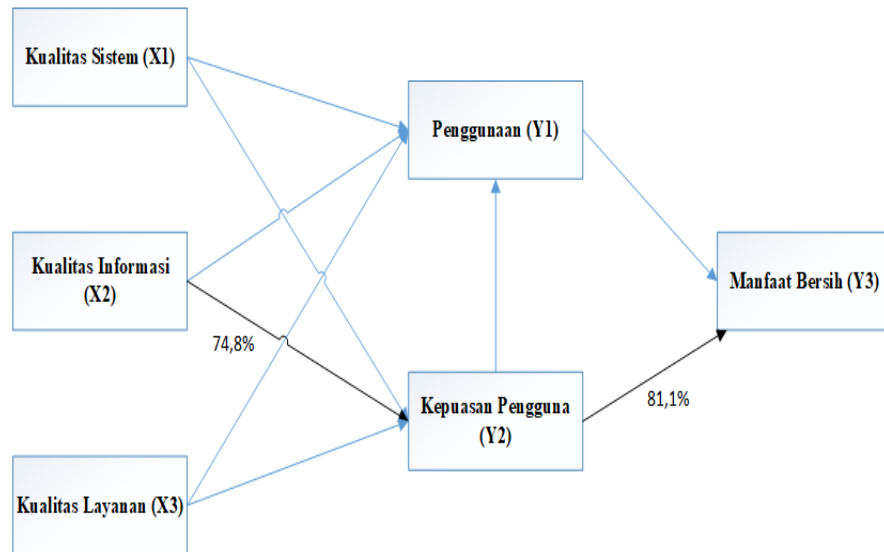 Kualitas Sistem (X1)
Penggunaan (Y1)
Kualitas Informasi
(X2)
Manfaat Bersih (Y3)
74,8%
Kepuasan Pengguna
(Y2)
81,1%
Kualitas Layanan (X3)